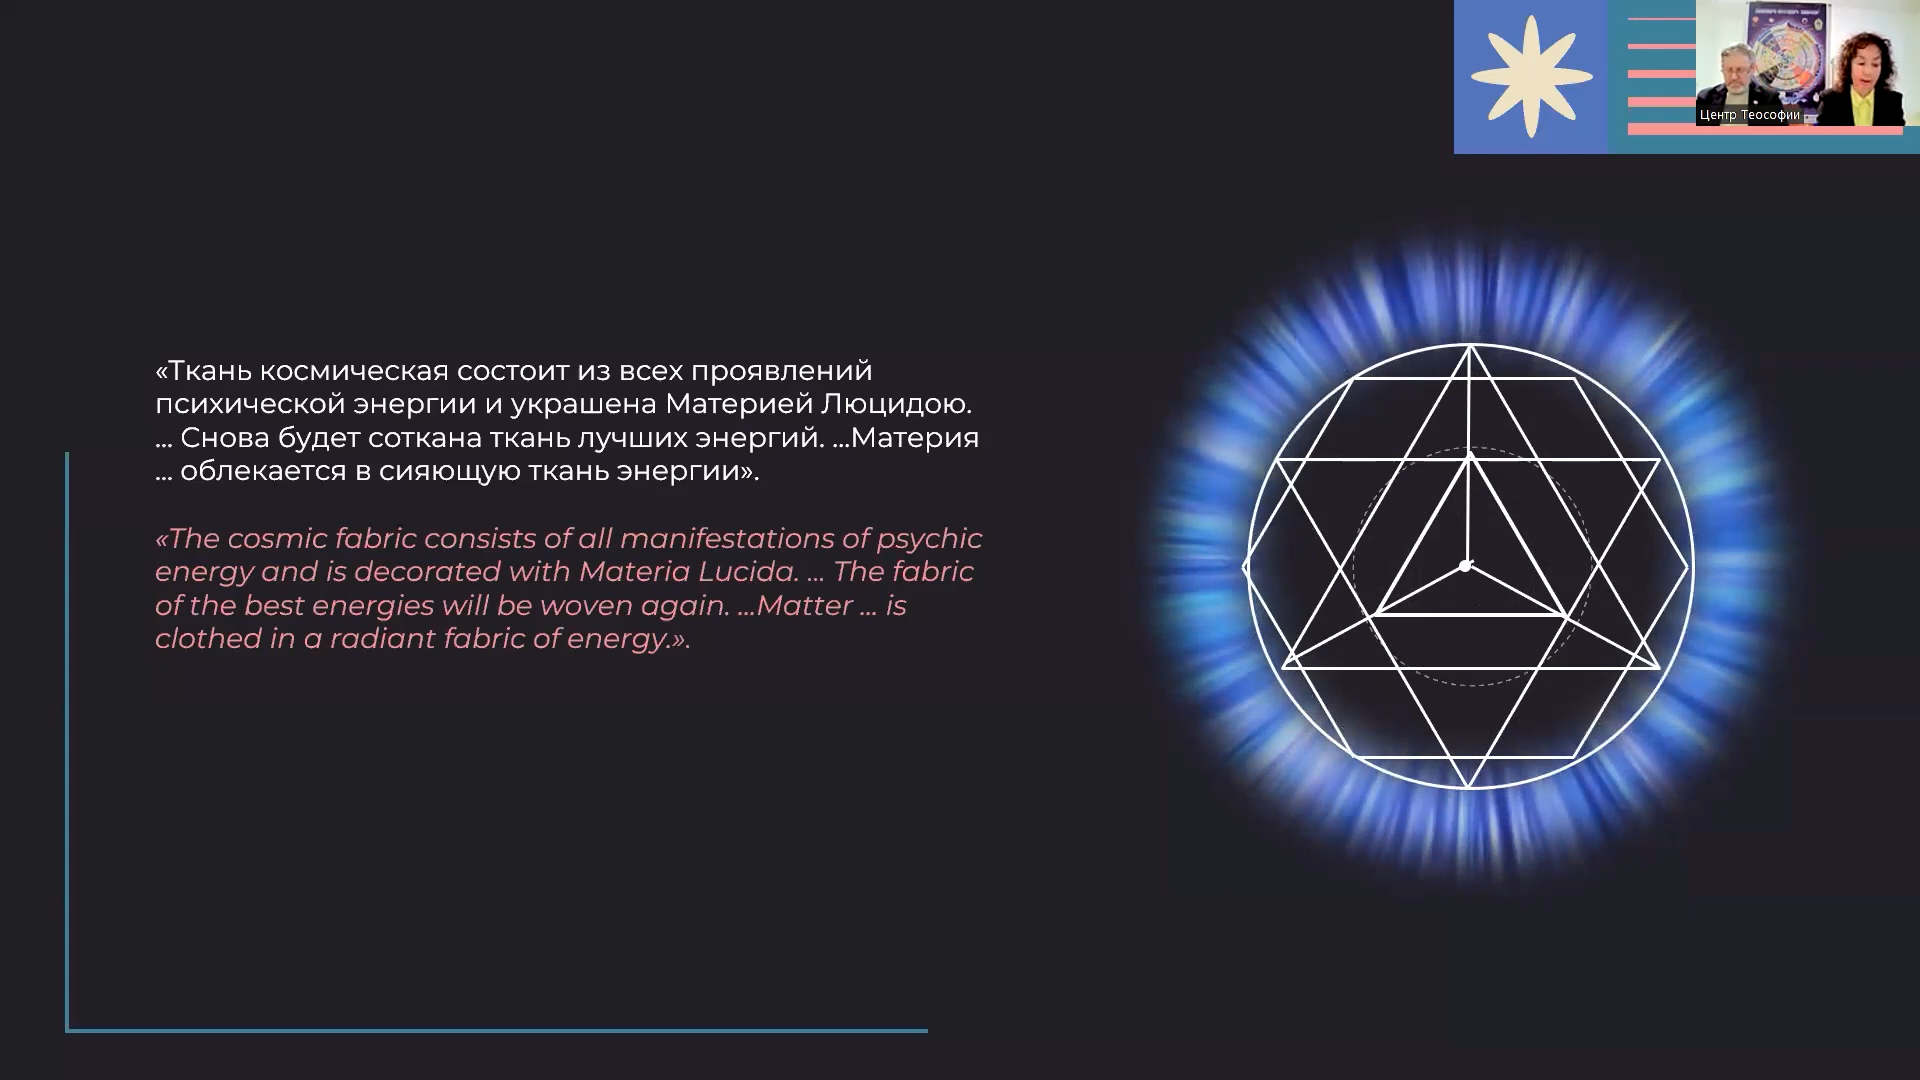 Центр Теософии
«Ткань космическая состоит из всех проявлений
психической энергии и украшена Материей Люцидою.
... Снова будет соткана ткань лучших энергий. ...Материя
... облекается в сияющую ткань энергии».
«The cosmic fabric consists of all manifestations of psychic
energy and is decorated with Materia Lucida. ... The fabric
of the best energies will be woven again. ...Matter ... is
clothed in a radiant fabric of energy.».